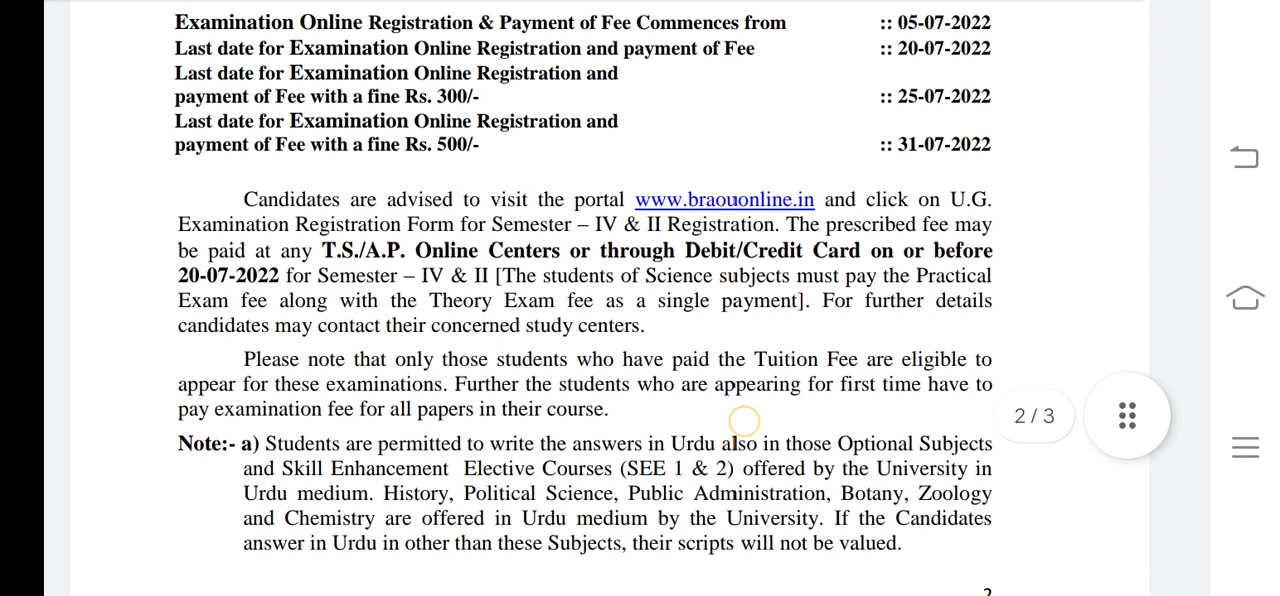 Examination Online Registration & Payment of Fee Commences from :: 05-07-2022
Last date for Examination Online Registration and payment of Fee :: 20-07-2022
Last date for Examination Online Registration and
payment of Fee with a fine Rs. 300/- :: 25-07-2022
Last date for Examination Online Registration and
payment of Fee with a fine Rs. 500/- :: 31-07-2022
Candidates are advised to visit the portal www.braouonline.in and click on U.G.
Examination Registration Form for Semester – IV & II Registration. The prescribed fee may
be paid at any T.S./A.P. Online Centers or through Debit/Credit Card on or before
20-07-2022 for Semester – IV & II [The students of Science subjects must pay the Practical
Exam fee along with the Theory Exam fee as a single payment]. For further details
candidates may contact their concerned study centers.
Please note that only those students who have paid the Tuition Fee are eligible to
appear for these examinations. Further the students who are appearing for first time have to
pay examination fee for all papers in their course.
2 / 3
Note:- a) Students are permitted to write the answers in Urdu also in those Optional Subjects
and Skill Enhancement Elective Courses (SEE 1 & 2) offered by the University in
Urdu medium. History, Political Science, Public Administration, Botany, Zoology
and Chemistry are offered in Urdu medium by the University. If the Candidates
answer in Urdu in other than these Subjects, their scripts will not be valued.
2